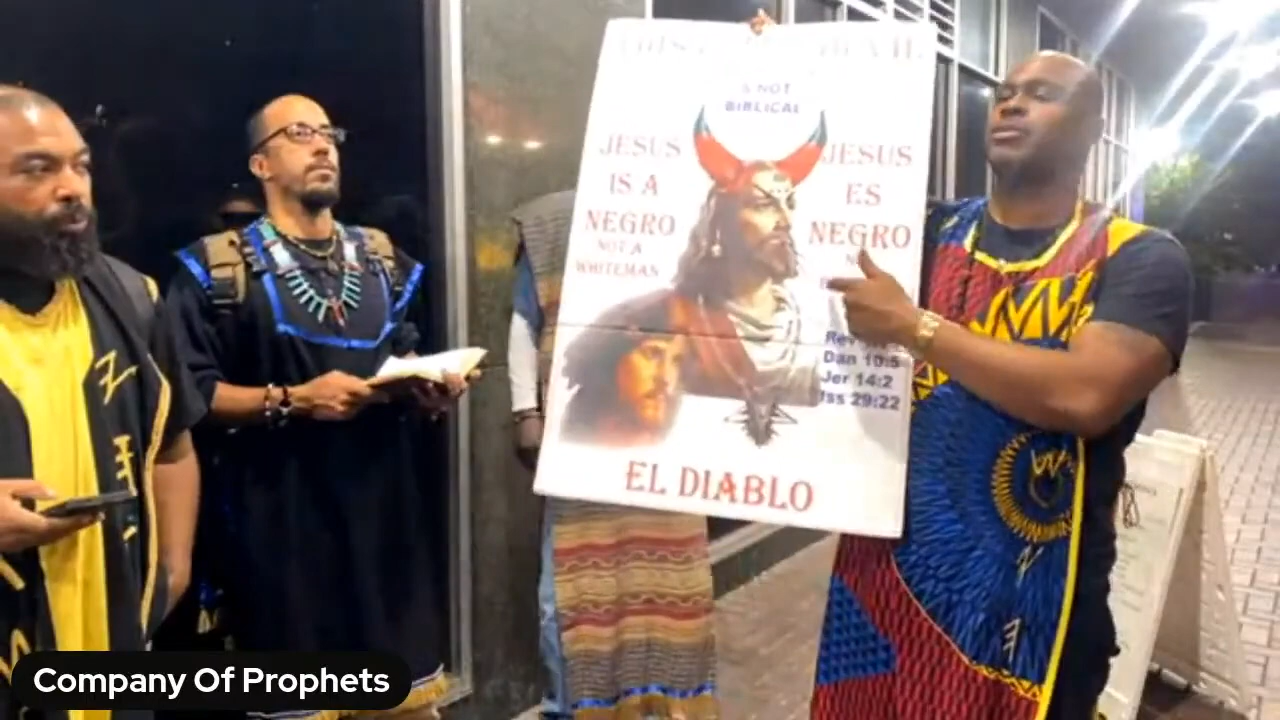 S NOT
BIBLICAL
JESUS
IS A
NEGRO
NOT A
WHITEMAN
JESUS
ES
NEGRO
Rev
Dan 10:5
Jer 14:2
Iss 29:22
EL DIABLO
Company Of Prophets